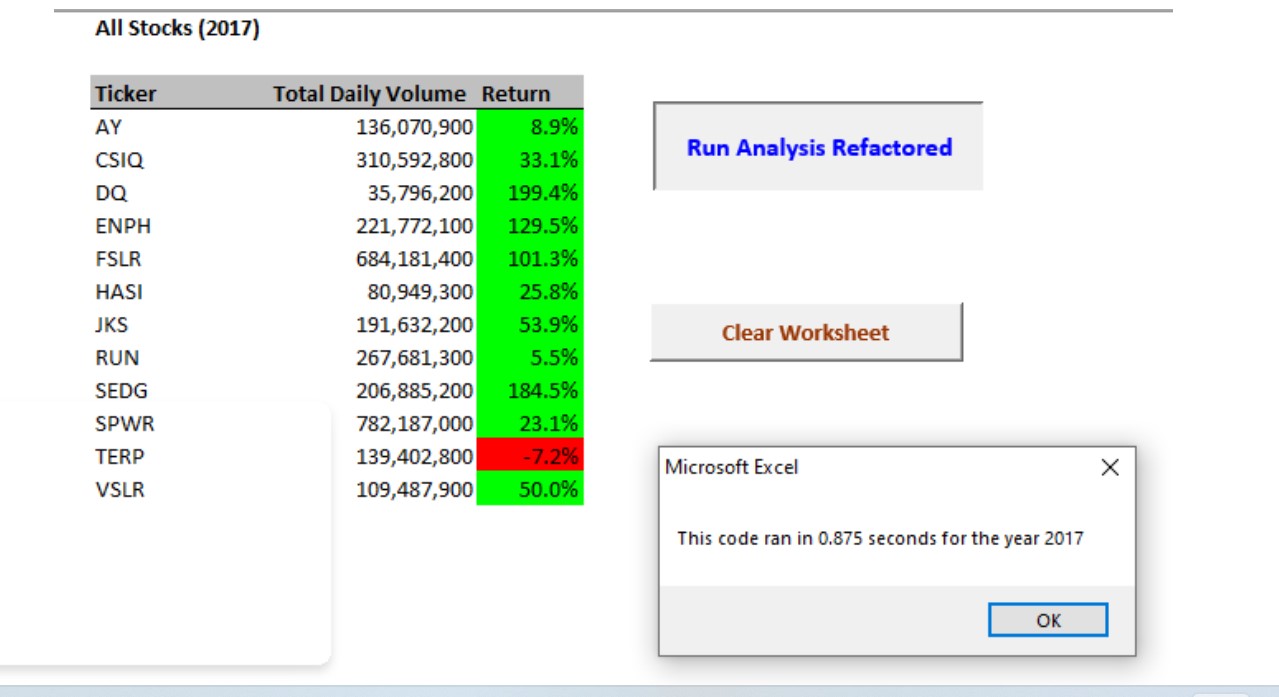 All Stocks (2017)
Ticker Total Daily Volume Return
AY 136,070,900 8.9%
CSIQ 310,592,800 33.1%
DQ 35,796,200 199.4%
ENPH 221,772,100 129.5%
FSLR 684,181,400 101.3%
HASI 80,949,300 25.8%
JKS 191,632,200 53.9%
RUN 267,681,300 5.5%
SEDG 206,885,200 184.5%
SPWR 782,187,000 23.1%
TERP 139,402,800 -7.2%
VSLR 109,487,900 50.0%
Run Analysis Refactored
Clear Worksheet
Microsoft Excel
This code ran in 0.875 seconds for the year 2017
OK